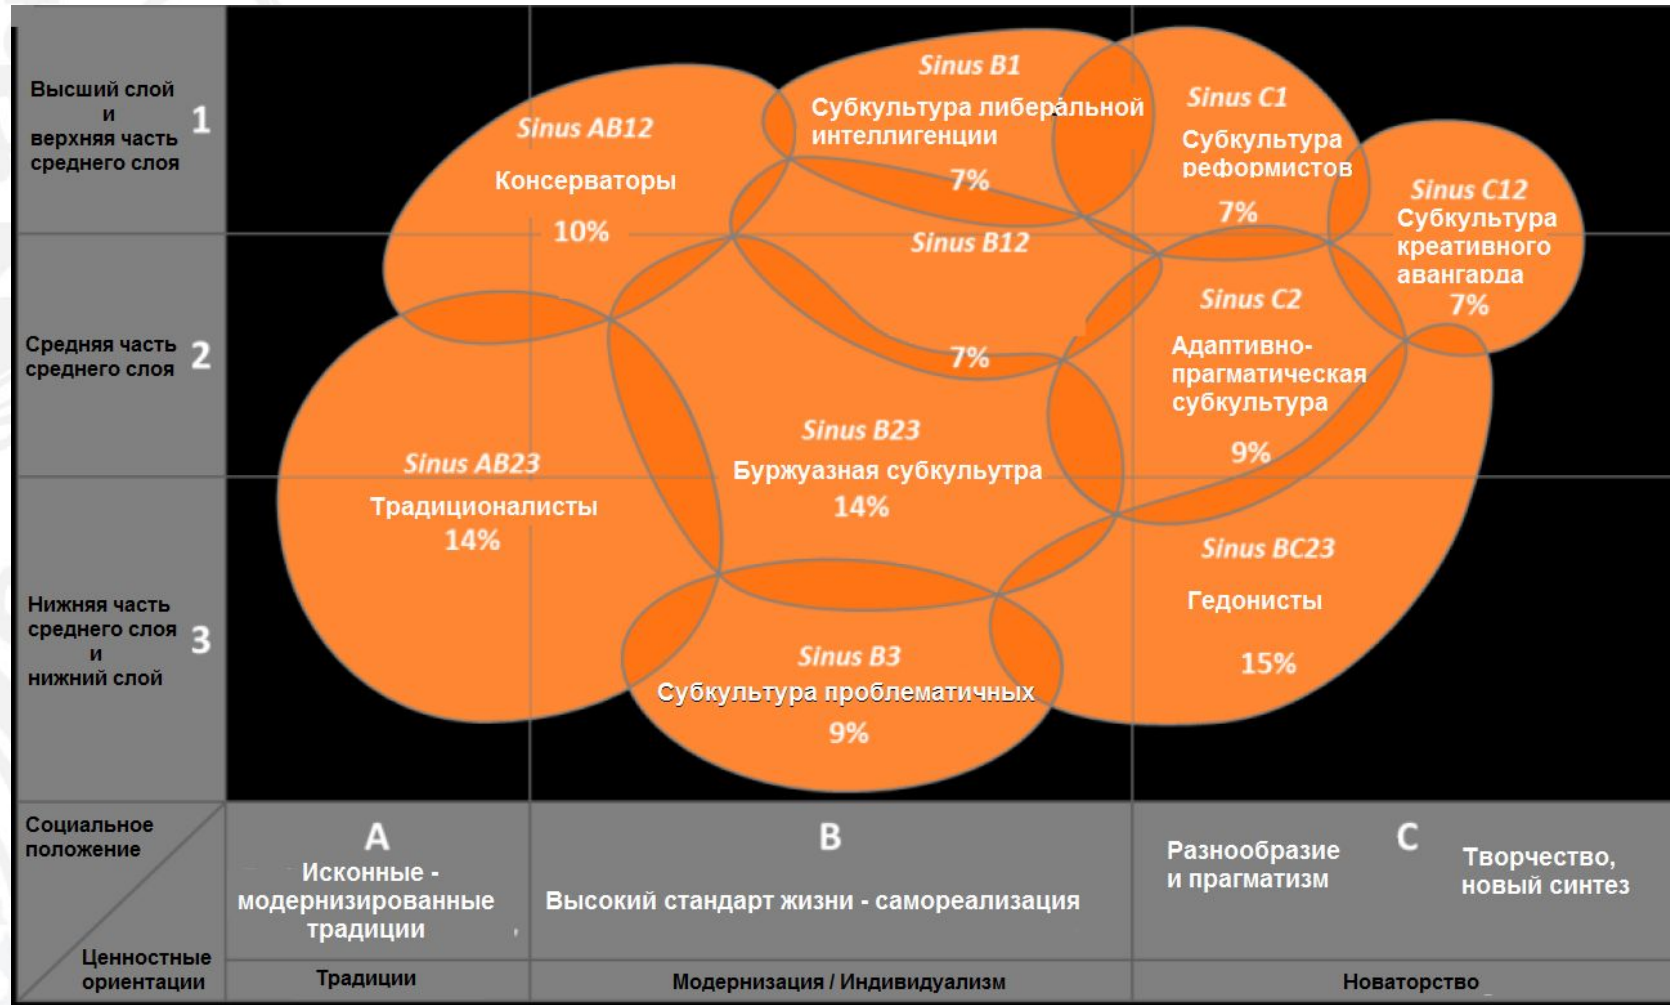 Высший слой
и
верхняя часть
среднего слоя
1
Sinus AB12
Консерваторы
10%
Sinus B1
Субкультура либеральной
интеллигенции
7%
Sinus C1
Субкультура
реформистов
7%
Sinus C12
Субкультура
креативного
авангарда
7%
Средняя часть
среднего слоя
2
Sinus B12
7%
Sinus C2
Адаптивно-
прагматическая
субкультура
9%
Sinus AB23
Традиционалисты
14%
Sinus B23
Буржуазная субкульутра
14%
Нижняя часть
среднего слоя
и
нижний слой
3
Sinus B3
Субкультура проблематичных
9%
Sinus BC23
Гедонисты
15%
Социальное
положение
Ценностные
ориентации
A
Исконные -
модернизированные
традиции
B
Высокий стандарт жизни - самореализация
C
Разнообразие
и прагматизм
Творчество,
новый синтез
Традиции
Модернизация / Индивидуализм
Новаторство